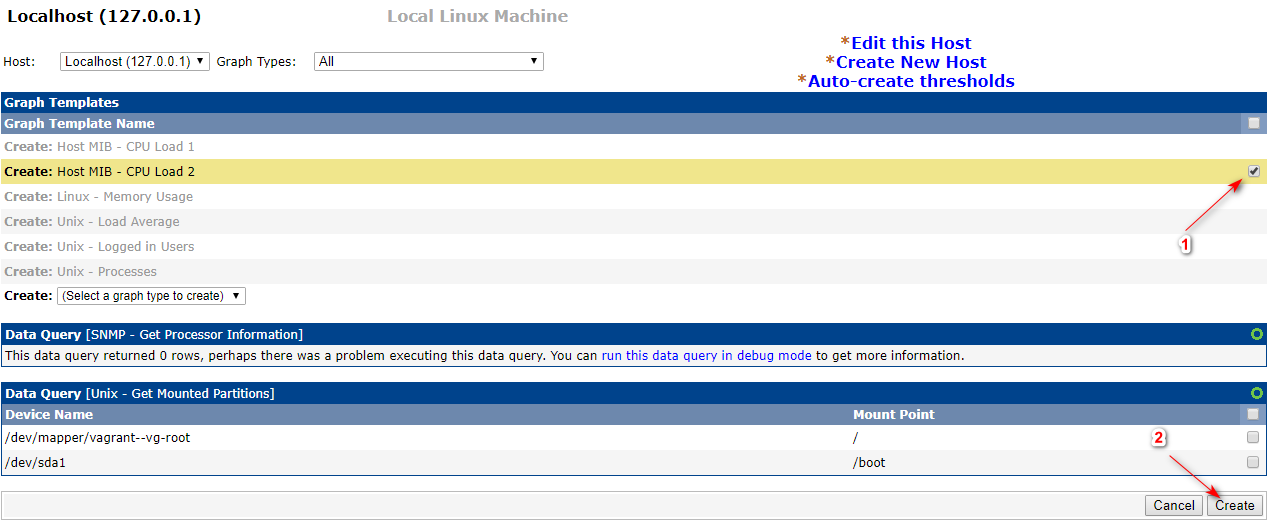 Localhost (127.0.0.1) Local Linux Machine
*Edit this Host
Host: Localhost (127.0.0.1) Graph Types: All
*Create New Host
*Auto-create thresholds
Graph Templates
Graph Template Name
Create: Host MIB - CPU Load 1
Create: Host MIB - CPU Load 2
Create: Linux - Memory Usage
Create: Unix - Load Average
Create: Unix - Logged in Users
1
Create: Unix - Processes
Create: (Select a graph type to create)
Data Query [SNMP - Get Processor Information]
This data query returned 0 rows, perhaps there was a problem executing this data query. You can run this data query in debug mode to get more information.
Data Query [Unix - Get Mounted Partitions]
Device Name Mount Point
/dev/mapper/vagrant--vg-root /
2
/dev/sda1 /boot
Cancel Create